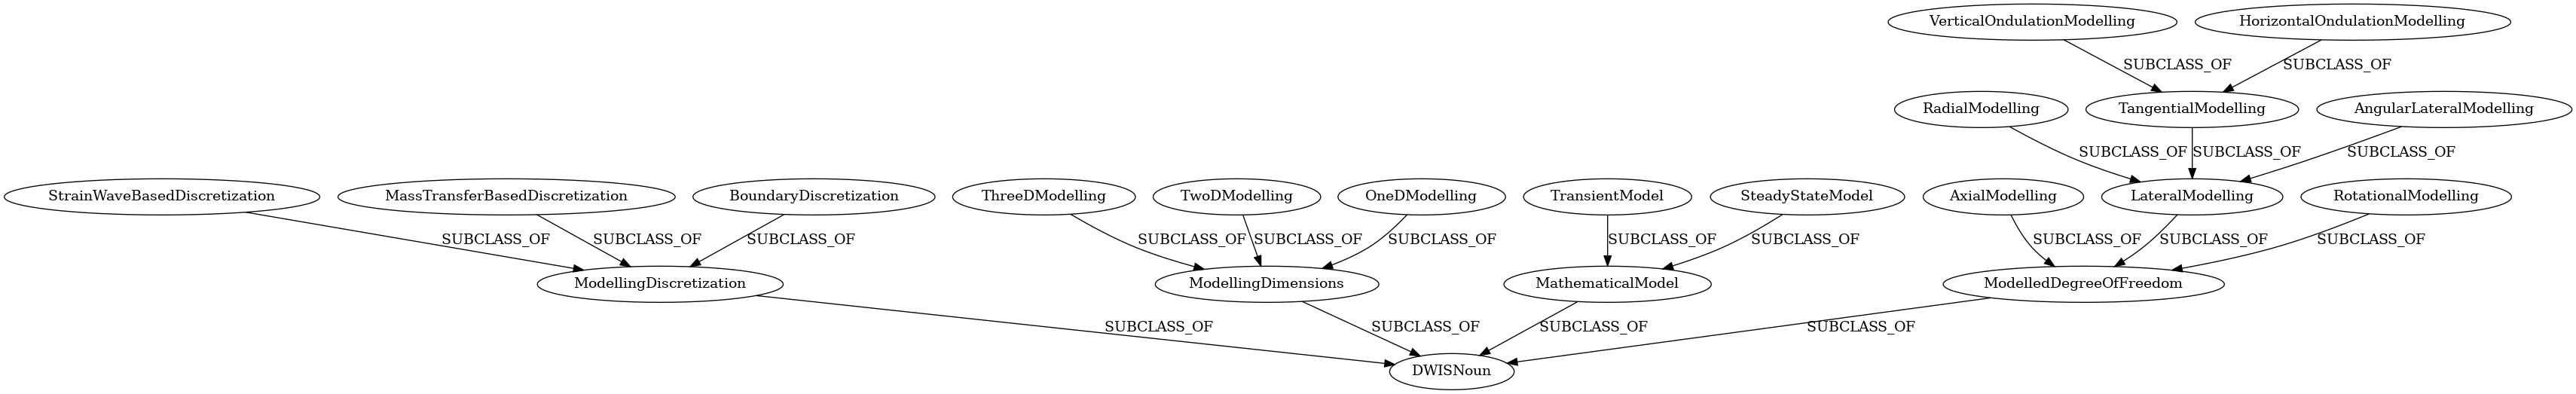 VerticalOndulationModelling
HorizontalOndulationModelling
SUBCLASS_OF
SUBCLASS_OF
RadialModelling
TangentialModelling
AngularLateralModelling
SUBCLASS_OF
SUBCLASS_OF
SUBCLASS_OF
StrainWaveBasedDiscretization
MassTransferBasedDiscretization
BoundaryDiscretization
ThreeDModelling
TwoDModelling
OneDModelling
TransientModel
SteadyStateModel
AxialModelling
LateralModelling
RotationalModelling
SUBCLASS_OF
SUBCLASS_OF
SUBCLASS_OF
SUBCLASS_OF
SUBCLASS_OF
SUBCLASS_OF
SUBCLASS_OF
SUBCLASS_OF
SUBCLASS_OF
SUBCLASS_OF
SUBCLASS_OF
ModellingDiscretization
ModellingDimensions
MathematicalModel
ModelledDegreeOfFreedom
SUBCLASS_OF
SUBCLASS_OF
SUBCLASS_OF
SUBCLASS_OF
DWISNoun